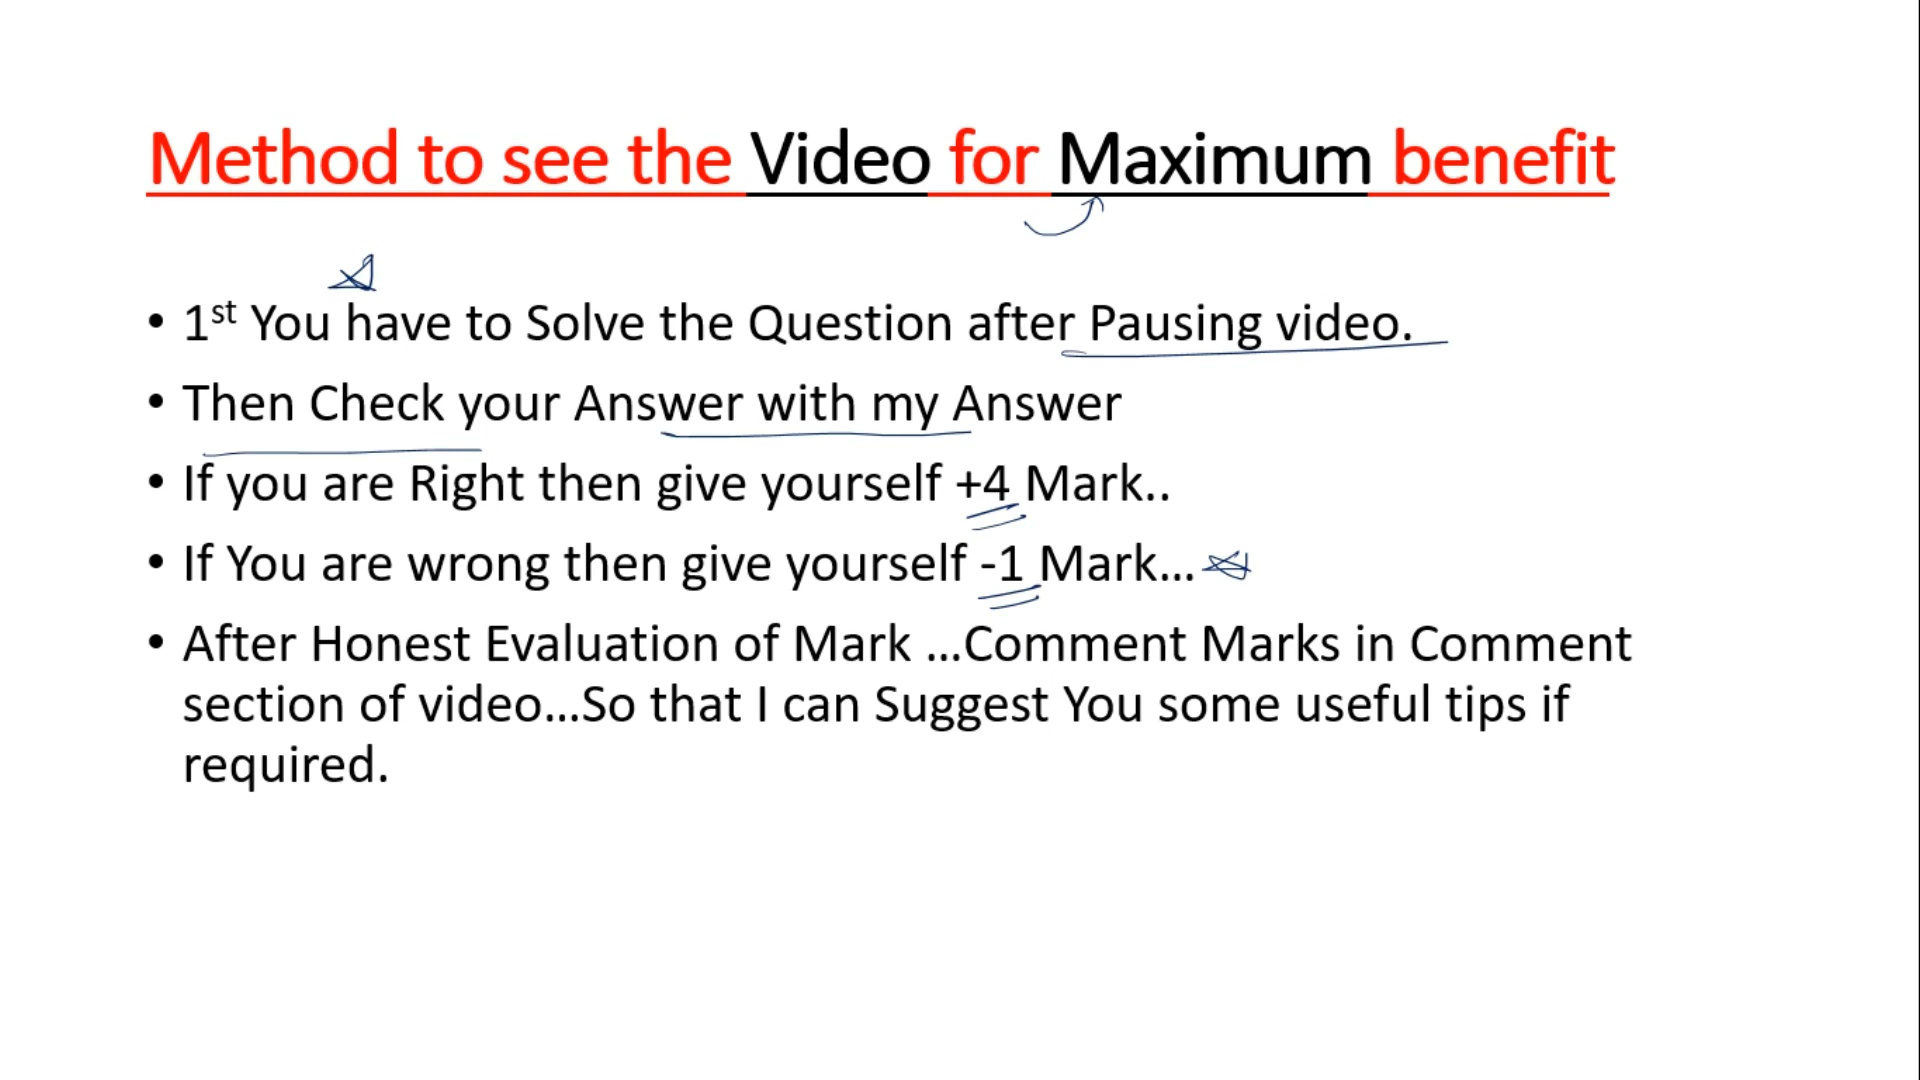 Method to see the Video for Maximum benefit
• 1st You have to Solve the Question after Pausing video.
• Then Check your Answer with my Answer
• If you are Right then give yourself +4 Mark..
• If You are wrong then give yourself -1 Mark...
• After Honest Evaluation of Mark ...Comment Marks in Comment
section of video...So that I can Suggest You some useful tips if
required.